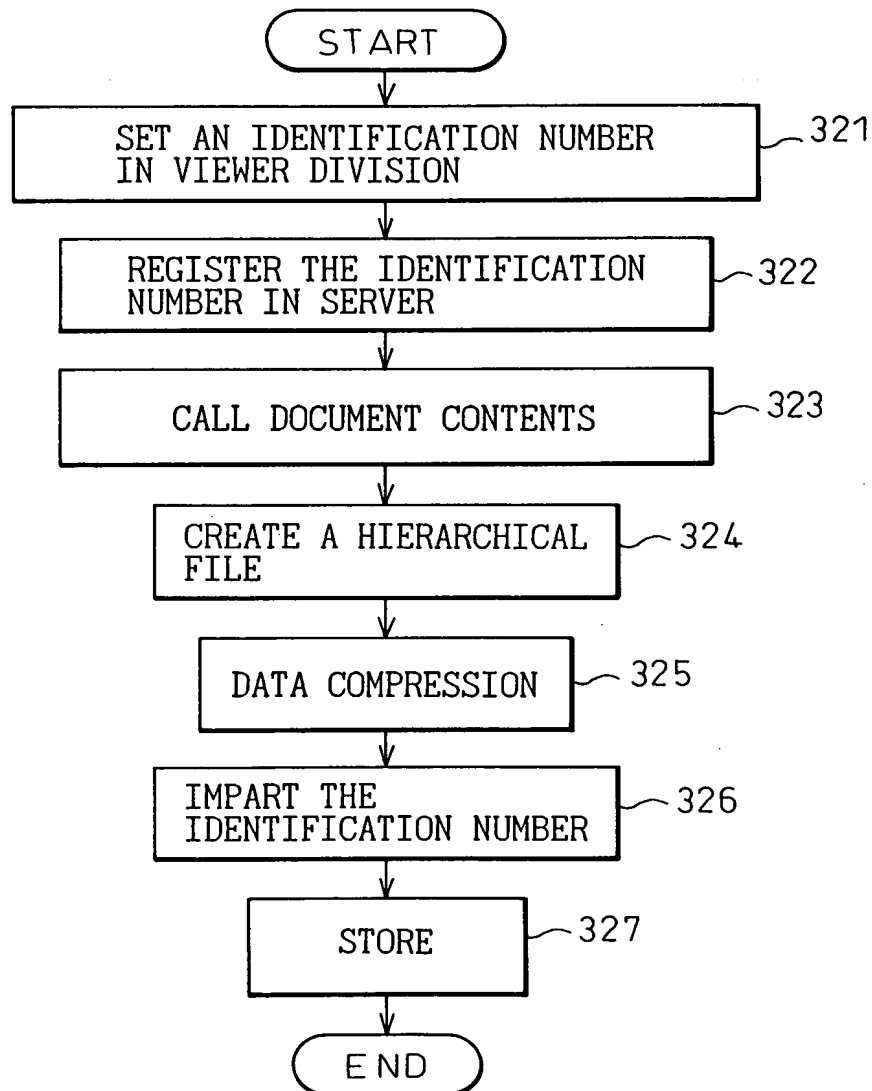 START
SET AN IDENTIFICATION NUMBER
IN VIEWER DIVISION
321
REGISTER THE IDENTIFICATION
NUMBER IN SERVER
322
CALL DOCUMENT CONTENTS
323
CREATE A HIERARCHICAL
FILE
324
DATA COMPRESSION
325
IMPART THE
IDENTIFICATION NUMBER
326
STORE
327
END